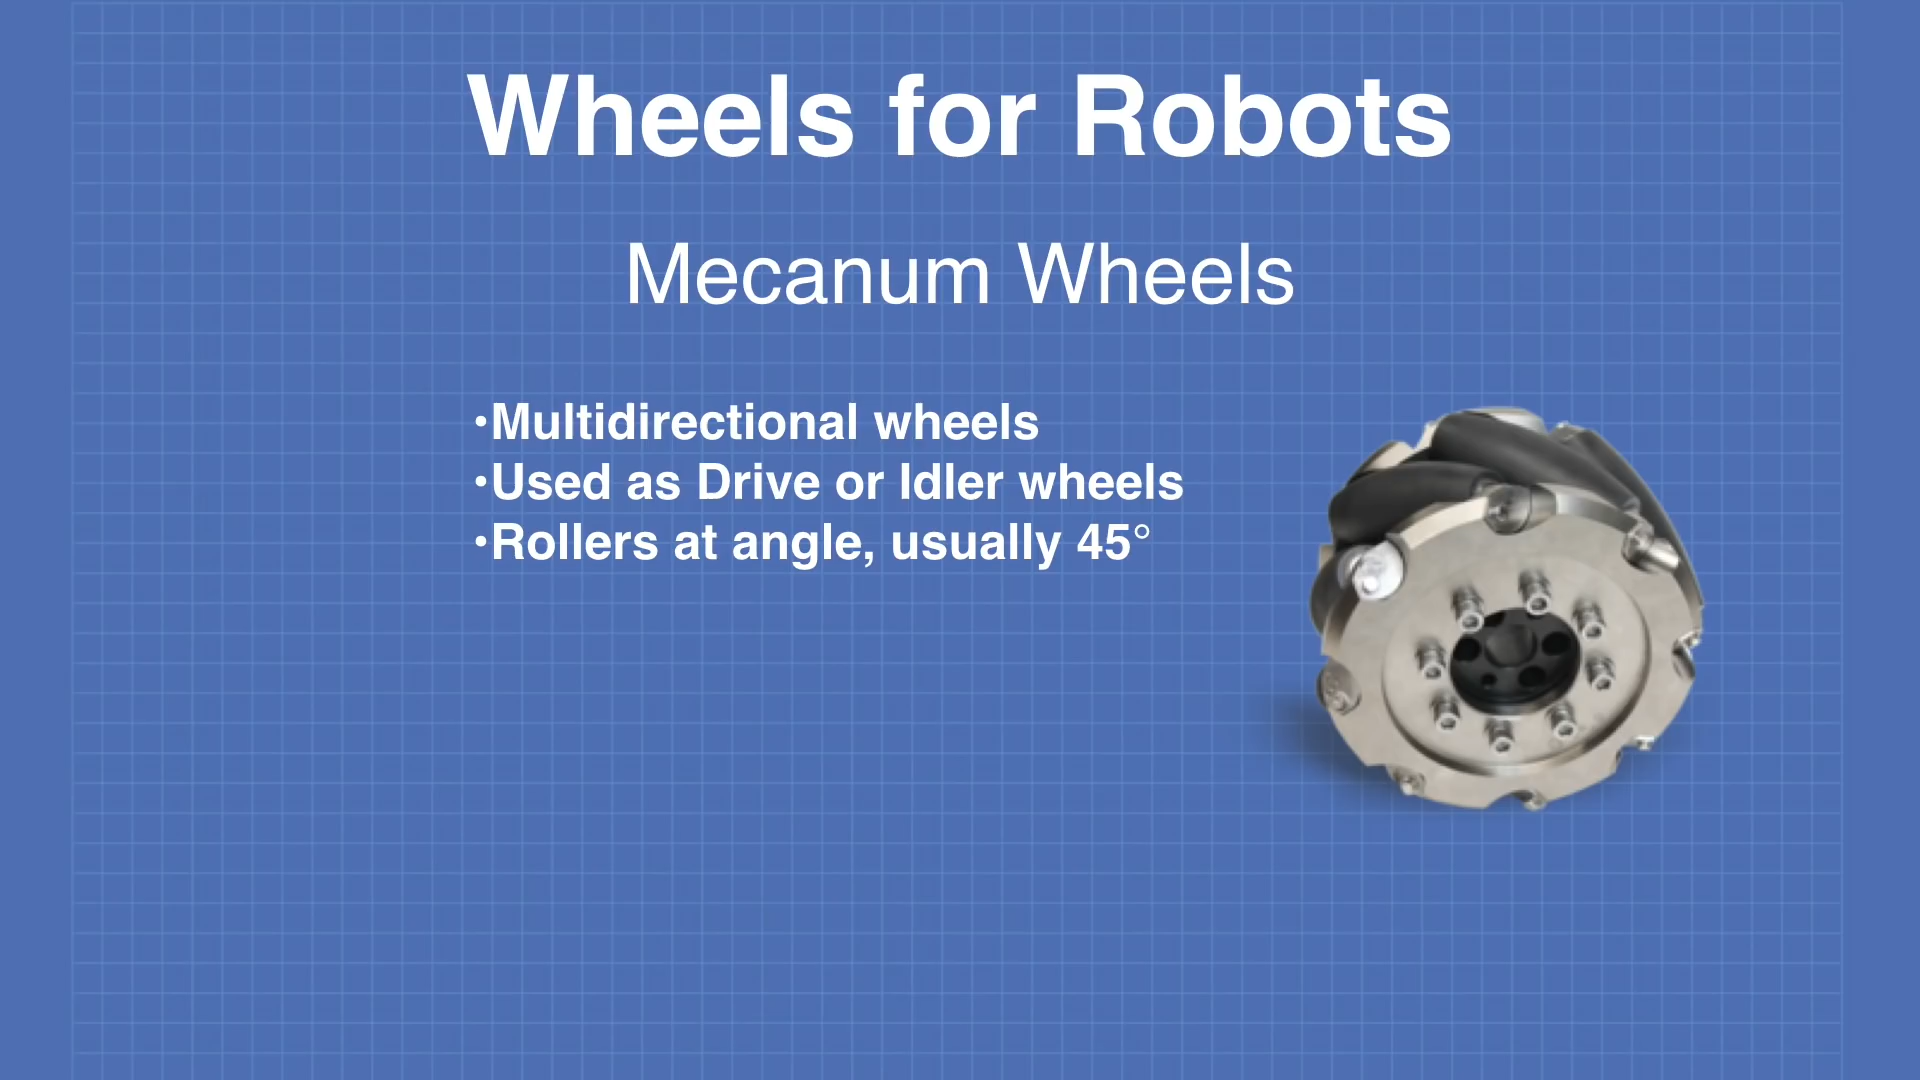 Wheels for Robots
Mecanum Wheels
•Multidirectional wheels
•Used as Drive or Idler wheels
•Rollers at angle, usually 45°